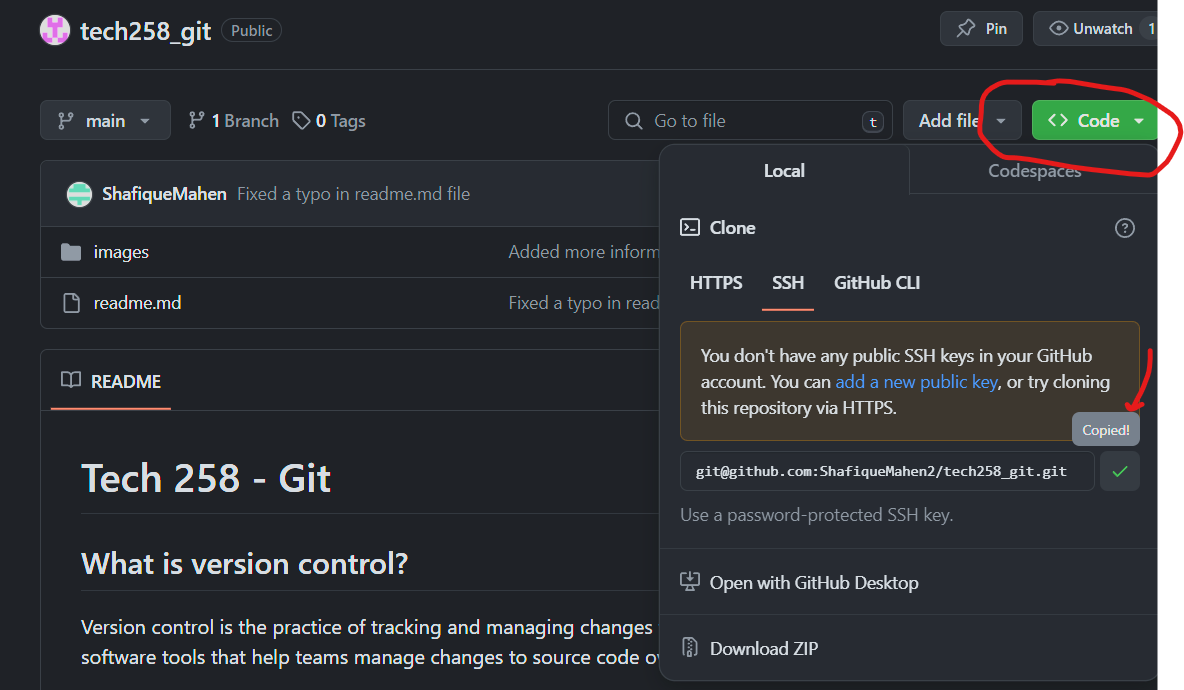 tech258_git Public Pin Unwatch 1
main 1 Branch 0 Tags Go to file t Add file Code
Local Codespaces
ShafiqueMahen Fixed a typo in readme.md file
Clone
images Added more inform
HTTPS SSH GitHub CLI
readme.md Fixed a typo in read
You don't have any public SSH keys in your GitHub
account. You can add a new public key, or try cloning
this repository via HTTPS.
Copied!
git@github.com:ShafiqueMahen2/tech258_git.git
Use a password-protected SSH key.
Open with GitHub Desktop
Download ZIP
README
Tech 258 - Git
What is version control?
Version control is the practice of tracking and managing changes
software tools that help teams manage changes to source code ov